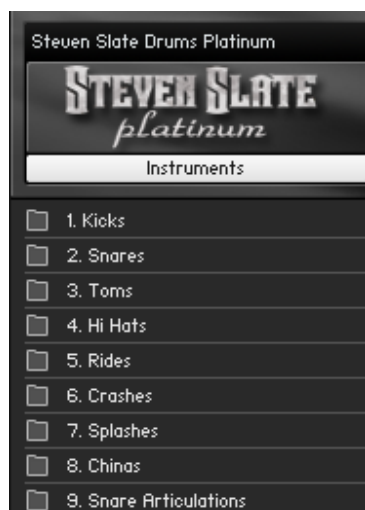 Steven Slate Drums Platinum
STEVEN SLATE
platinum
Instruments
1. Kicks
2. Snares
3. Toms
4. Hi Hats
5. Rides
6. Crashes
7. Splashes
8. Chinas
9. Snare Articulations